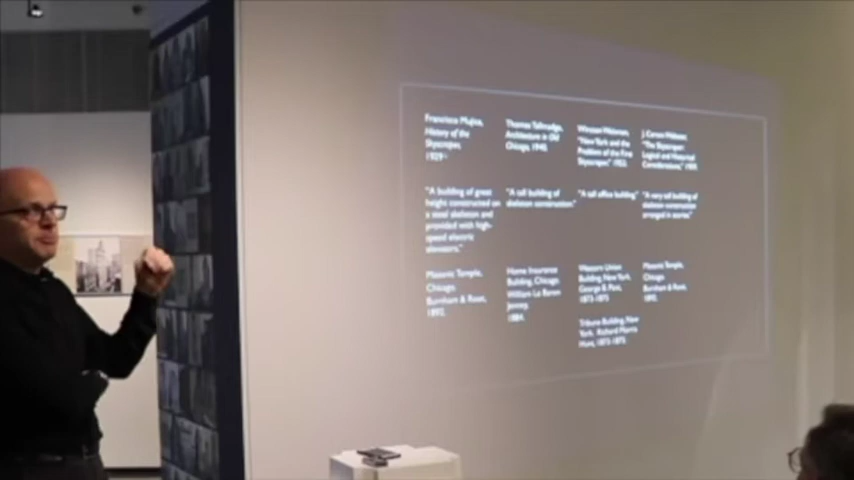 Francisco Mujica,
History of the
Skyscraper,
1929
Thomas Tallmadge,
Architecture in Old
Chicago, 1940.
Winston Weisman,
"New York and the
Problem of the First
Skyscraper," 1953.
J. Carson Webster,
"The Skyscraper:
Logical and Historical
Considerations," 1959.
"A building of great
height constructed on
a steel skeleton and
provided with high-
speed electric
elevators."
"A tall building of
skeleton construction."
"A tall office building"
"A very tall building of
skeleton construction
arranged in stories"
Masonic Temple,
Chicago.
Burnham & Root,
1892.
Home Insurance
Building, Chicago.
William Le Baron
Jenney,
1884.
Western Union
Building, New York.
George B. Post,
1873-1875
Tribune Building, New
York. Richard Morris
Hunt, 1873-1875
Masonic Temple,
Chicago.
Burnham & Root,
1892.